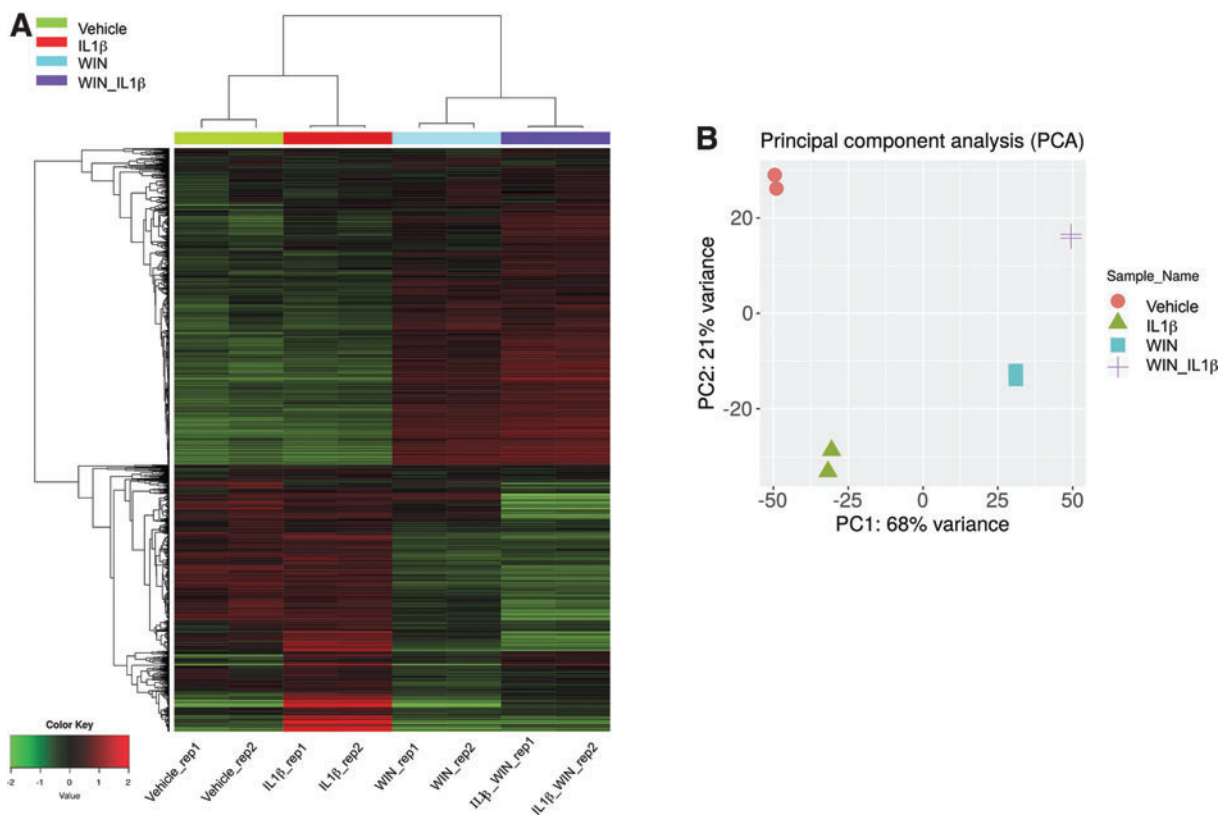 A
Vehicle
IL1β
WIN
WIN_IL1β
Color Key
-2 -1 0 1 2
Value
Vehicle_rep1
Vehicle_rep2
IL1β_rep1
IL1β_rep2
WIN_rep1
WIN_rep2
IL1β_WIN_rep1
IL1β_WIN_rep2
B
Principal component analysis (PCA)
PC2: 21% variance
20
0
-20
-50 -25 0 25 50
PC1: 68% variance
Sample_Name
Vehicle
IL1β
WIN
WIN_IL1β